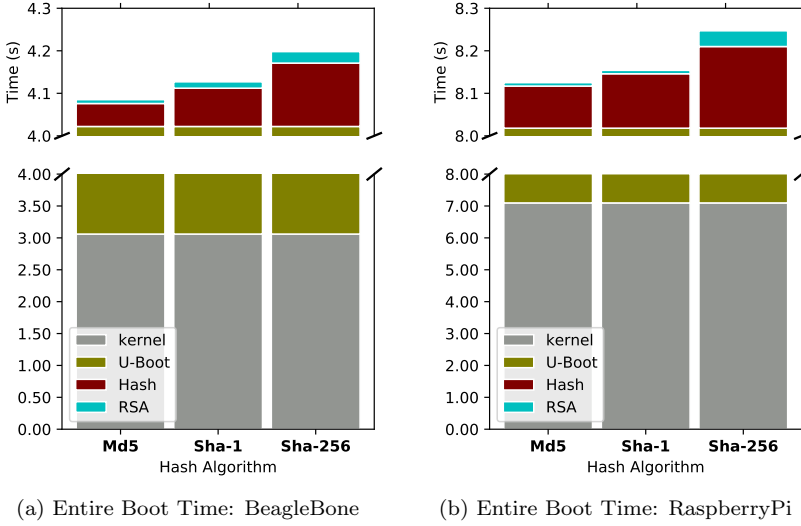 4.3
4.2
4.1
4.0
Time (s)
4.00
3.50
3.00
2.50
2.00
1.50
1.00
0.50
0.00
kernel
U-Boot
Hash
RSA
Md5 Sha-1 Sha-256
Hash Algorithm
(a) Entire Boot Time: BeagleBone
8.3
8.2
8.1
8.0
Time (s)
8.00
7.00
6.00
5.00
4.00
3.00
2.00
1.00
0.00
kernel
U-Boot
Hash
RSA
Md5 Sha-1 Sha-256
Hash Algorithm
(b) Entire Boot Time: RaspberryPi